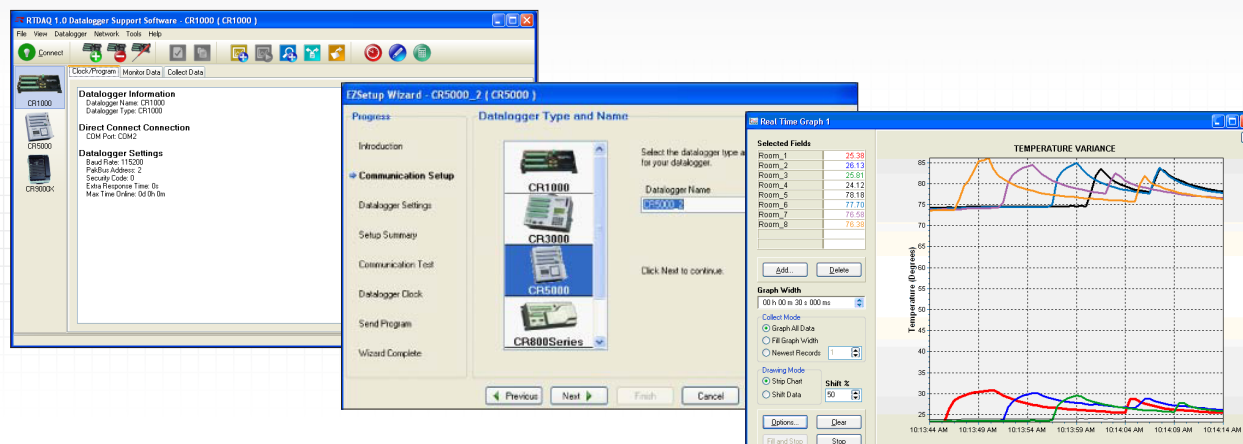 RTDAQ 1.0 Datalogger Support Software - CR1000 ( CR1000 )
File View Datalogger Network Tools Help
Connect
CR1000
CR5000
CR9000X
Clock/Program Monitor Data Collect Data
Datalogger Information
Datalogger Name: CR1000
Datalogger Type: CR1000
Direct Connect Connection
COM Port: COM2
Datalogger Settings
Baud Rate: 115200
PakBus Address: 2
Security Code: 0
Extra Response Time: 0s
Max Time Online: 0d 0h 0m
EZSetup Wizard - CR5000_2 ( CR5000 )
Progress
Introduction
Communication Setup
Datalogger Settings
Setup Summary
Communication Test
Datalogger Clock
Send Program
Wizard Complete
Datalogger Type and Name
CR1000
CR3000
CR5000
CR800Series
Select the datalogger type a
for your datalogger.
Datalogger Name
CR5000_2
Click Next to continue.
Previous Next Finish Cancel
Real Time Graph 1
Selected Fields
Room_1 25.38
Room_2 26.13
Room_3 25.81
Room_4 24.12
Room_5 78.18
Room_6 77.70
Room_7 76.58
Room_8 76.38
Add... Delete
Graph Width
00 h 00 m 30 s 000 ms
Collect Mode
Graph All Data
Fill Graph Width
Newest Records 1
Drawing Mode
Strip Chart
Shift Data
Shift %
50
Options... Clear
Fill and Stop Stop
TEMPERATURE VARIANCE
Temperature (Degrees)
85
80
75
70
65
60
55
50
45
40
35
30
25
10:13:44 AM 10:13:49 AM 10:13:54 AM 10:13:59 AM 10:14:04 AM 10:14:09 AM 10:14:14 AM